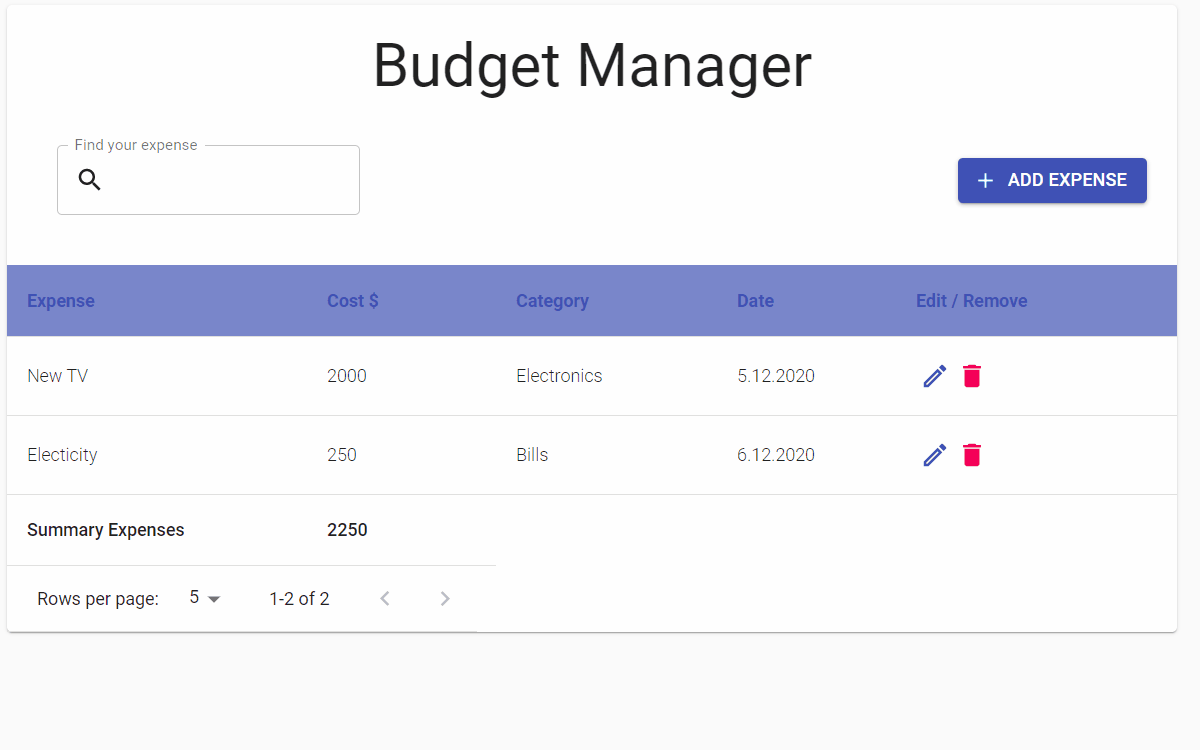 Budget Manager
Find your expense
ADD EXPENSE
Expense Cost $ Category Date Edit / Remove
New TV 2000 Electronics 5.12.2020
Electicity 250 Bills 6.12.2020
Summary Expenses 2250
Rows per page: 5 1-2 of 2